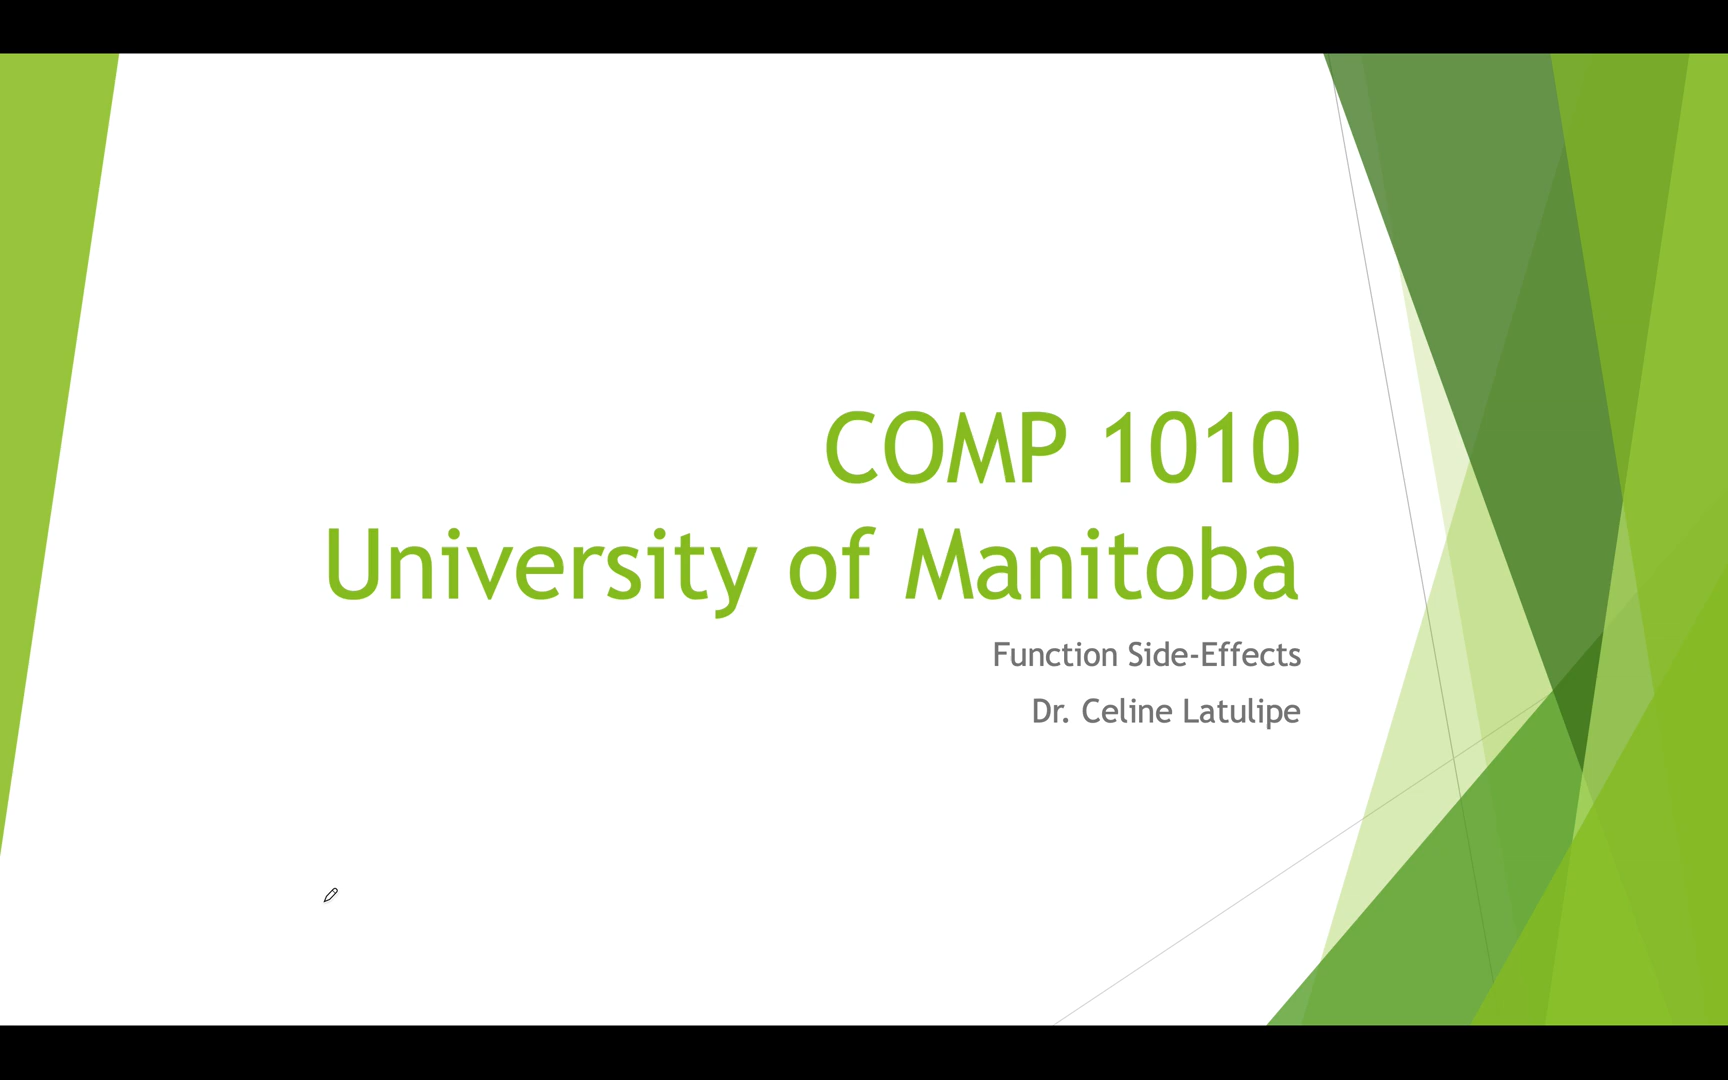 COMP 1010
University of Manitoba
Function Side-Effects
Dr. Celine Latulipe